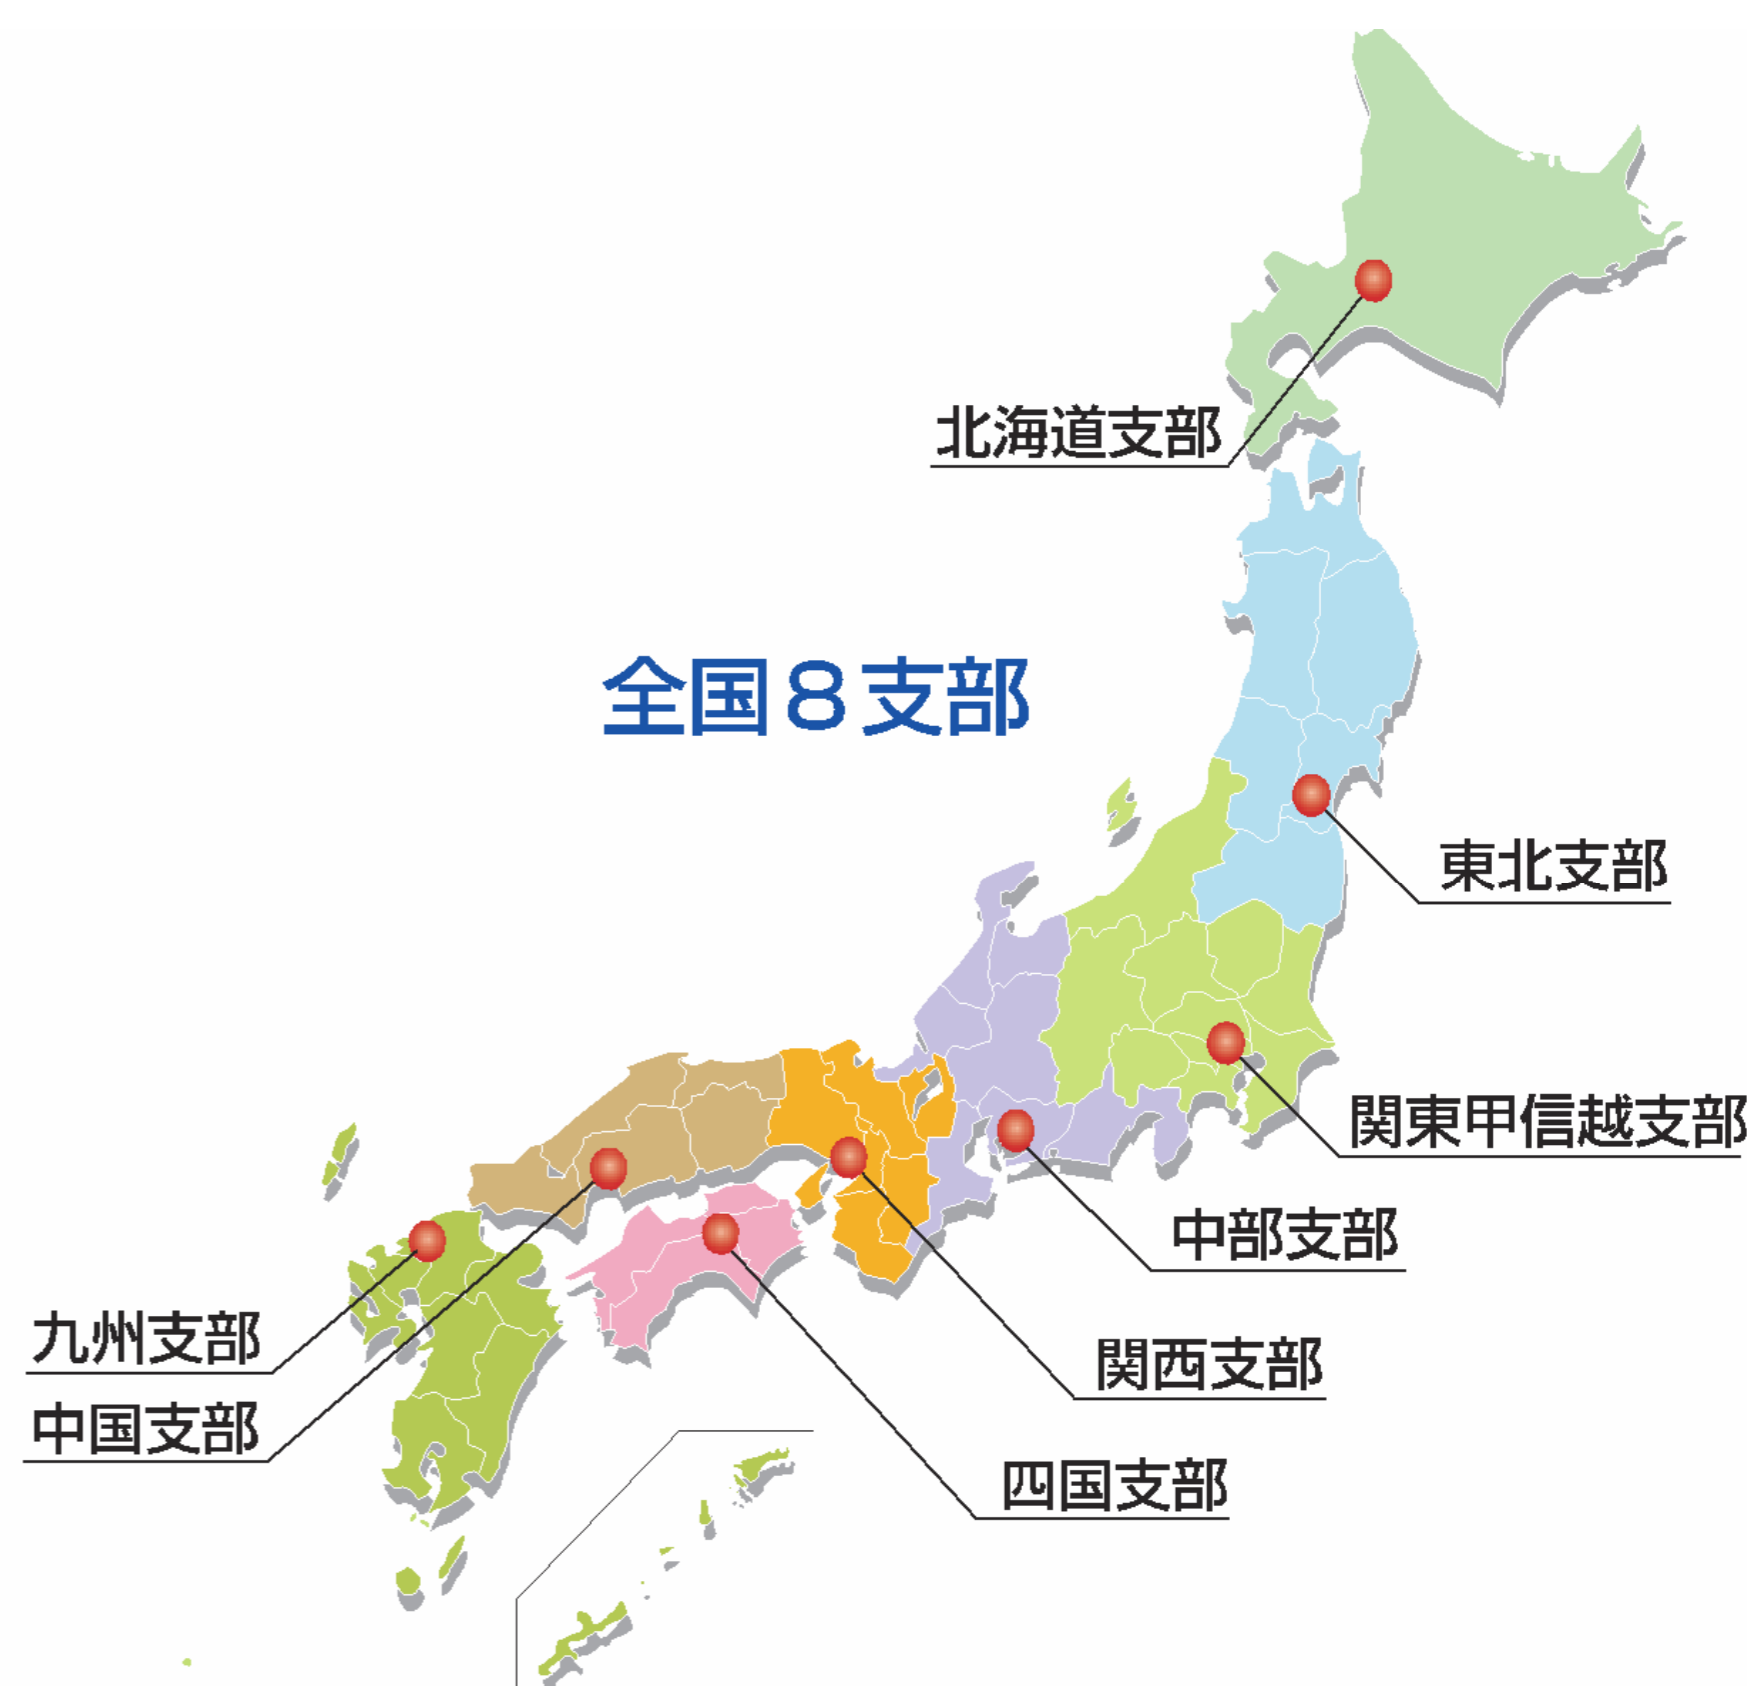 北海道支部
全国８支部
東北支部
関東甲信越支部
中部支部
九州支部
関西支部
中国支部
四国支部